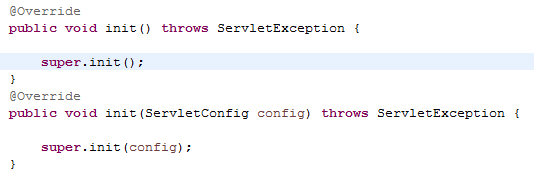 @Override
public void init() throws ServletException {
super.init();
}
@Override
public void init(ServletConfig config) throws ServletException {
super.init(config);
}